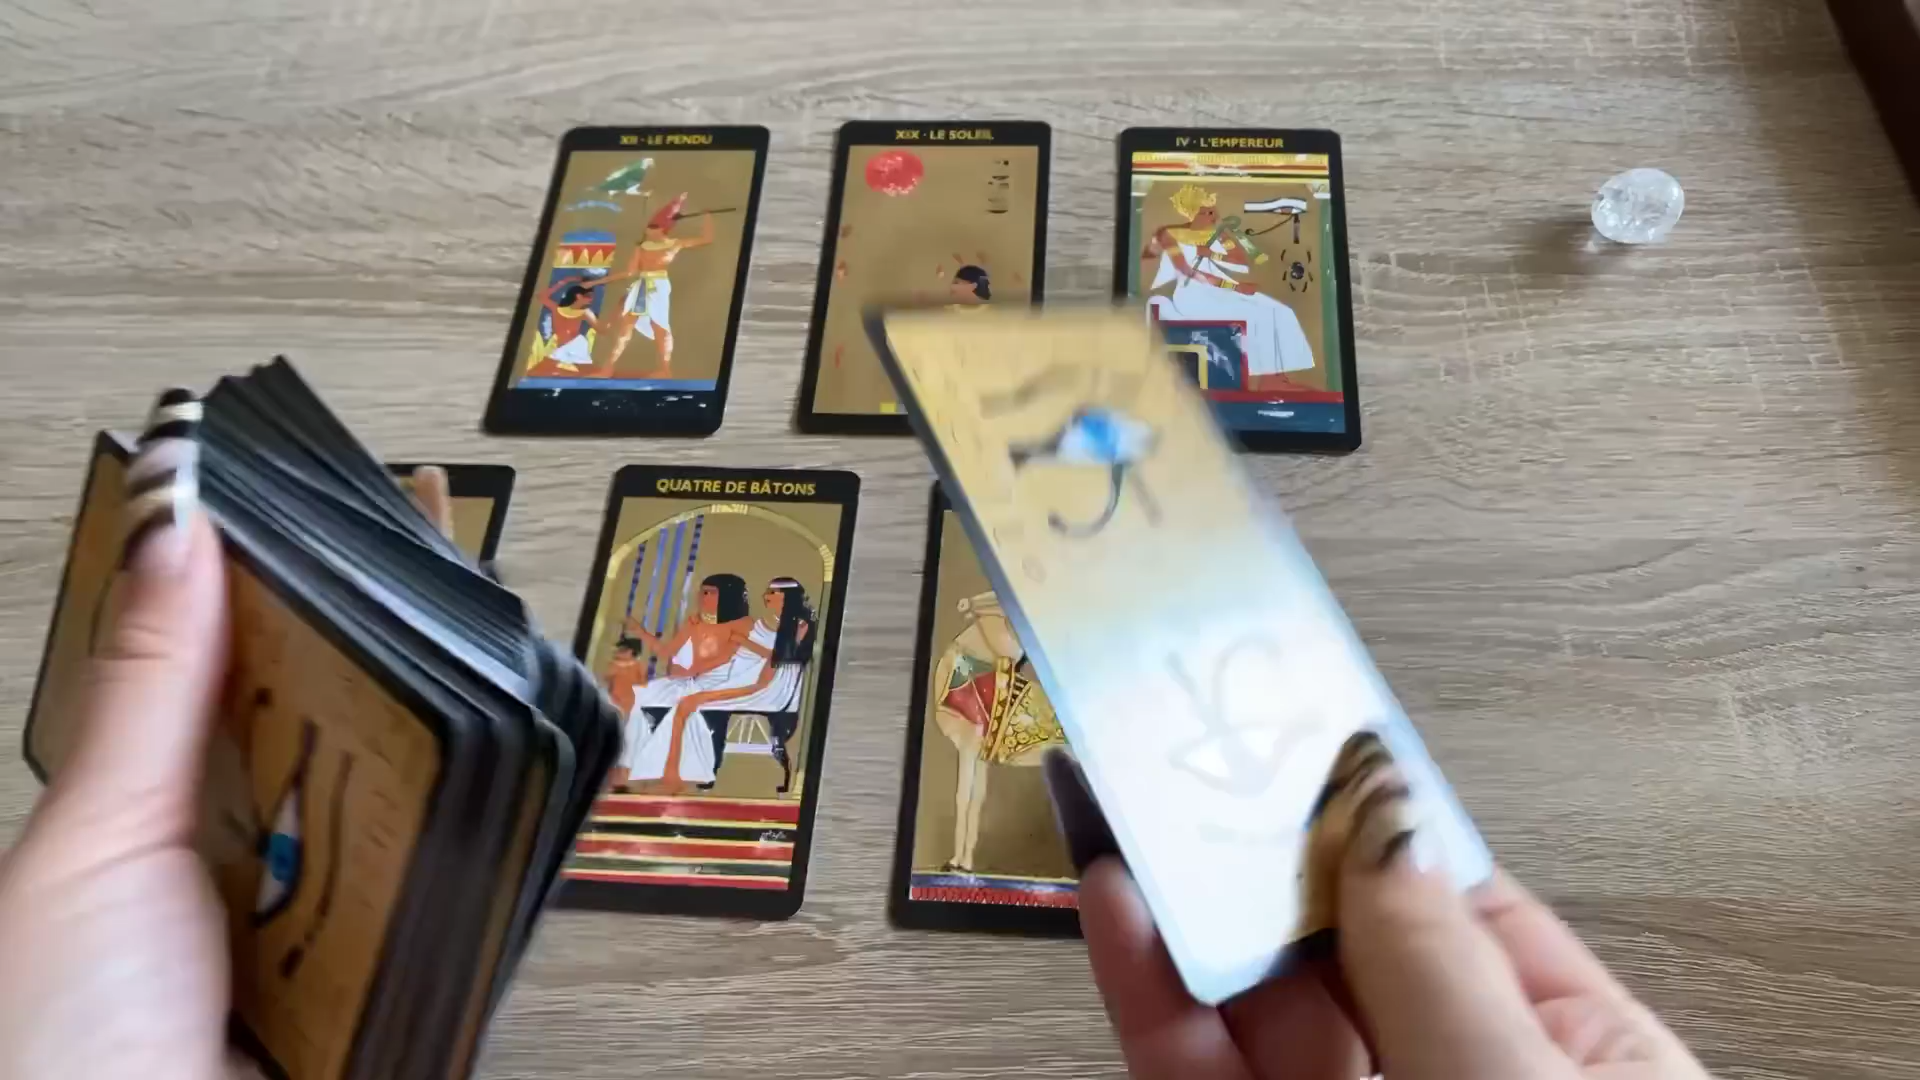 XII · LE PENDU
XIX · LE SOLEIL
IV · L'EMPEREUR
QUATRE DE BÂTONS